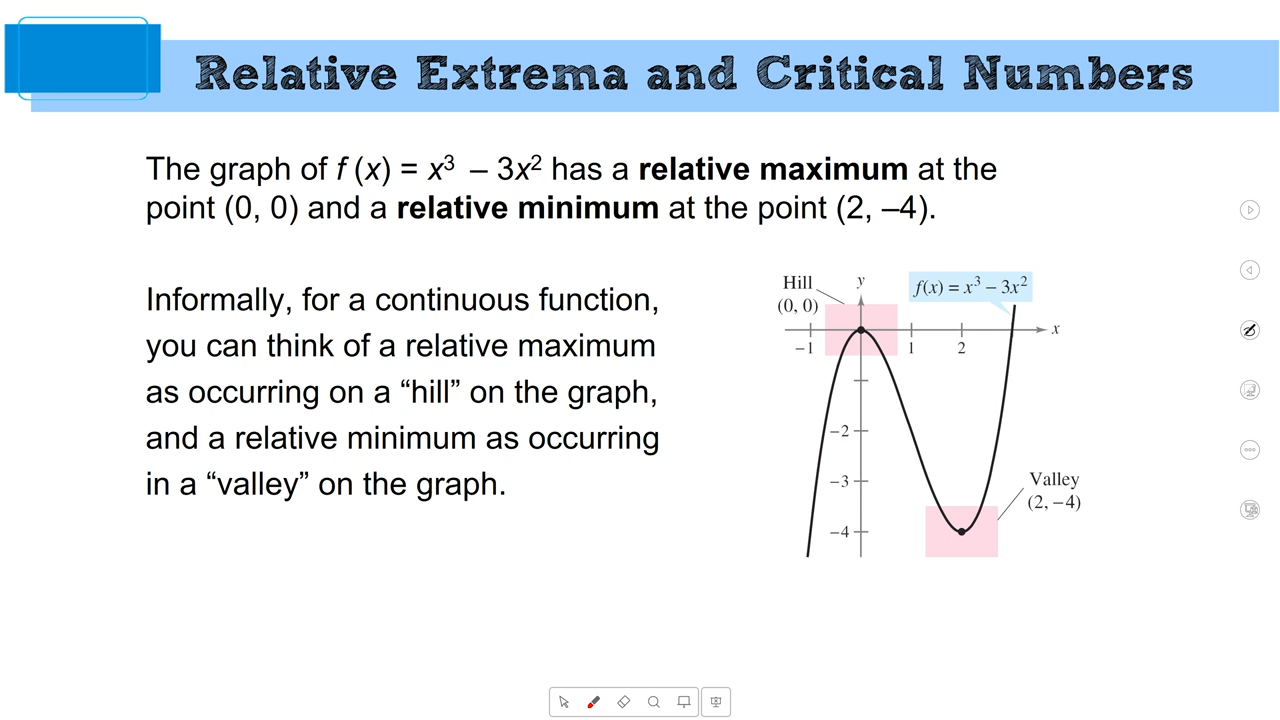 Relative Extrema and Critical Numbers
The graph of f (x) = x³ – 3x² has a relative maximum at the
point (0, 0) and a relative minimum at the point (2, –4).
Informally, for a continuous function,
you can think of a relative maximum
as occurring on a “hill” on the graph,
and a relative minimum as occurring
in a “valley” on the graph.
Hill
(0, 0)
y
f(x) = x³ − 3x²
x
−1
1
2
−2
−3
−4
Valley
(2, −4)